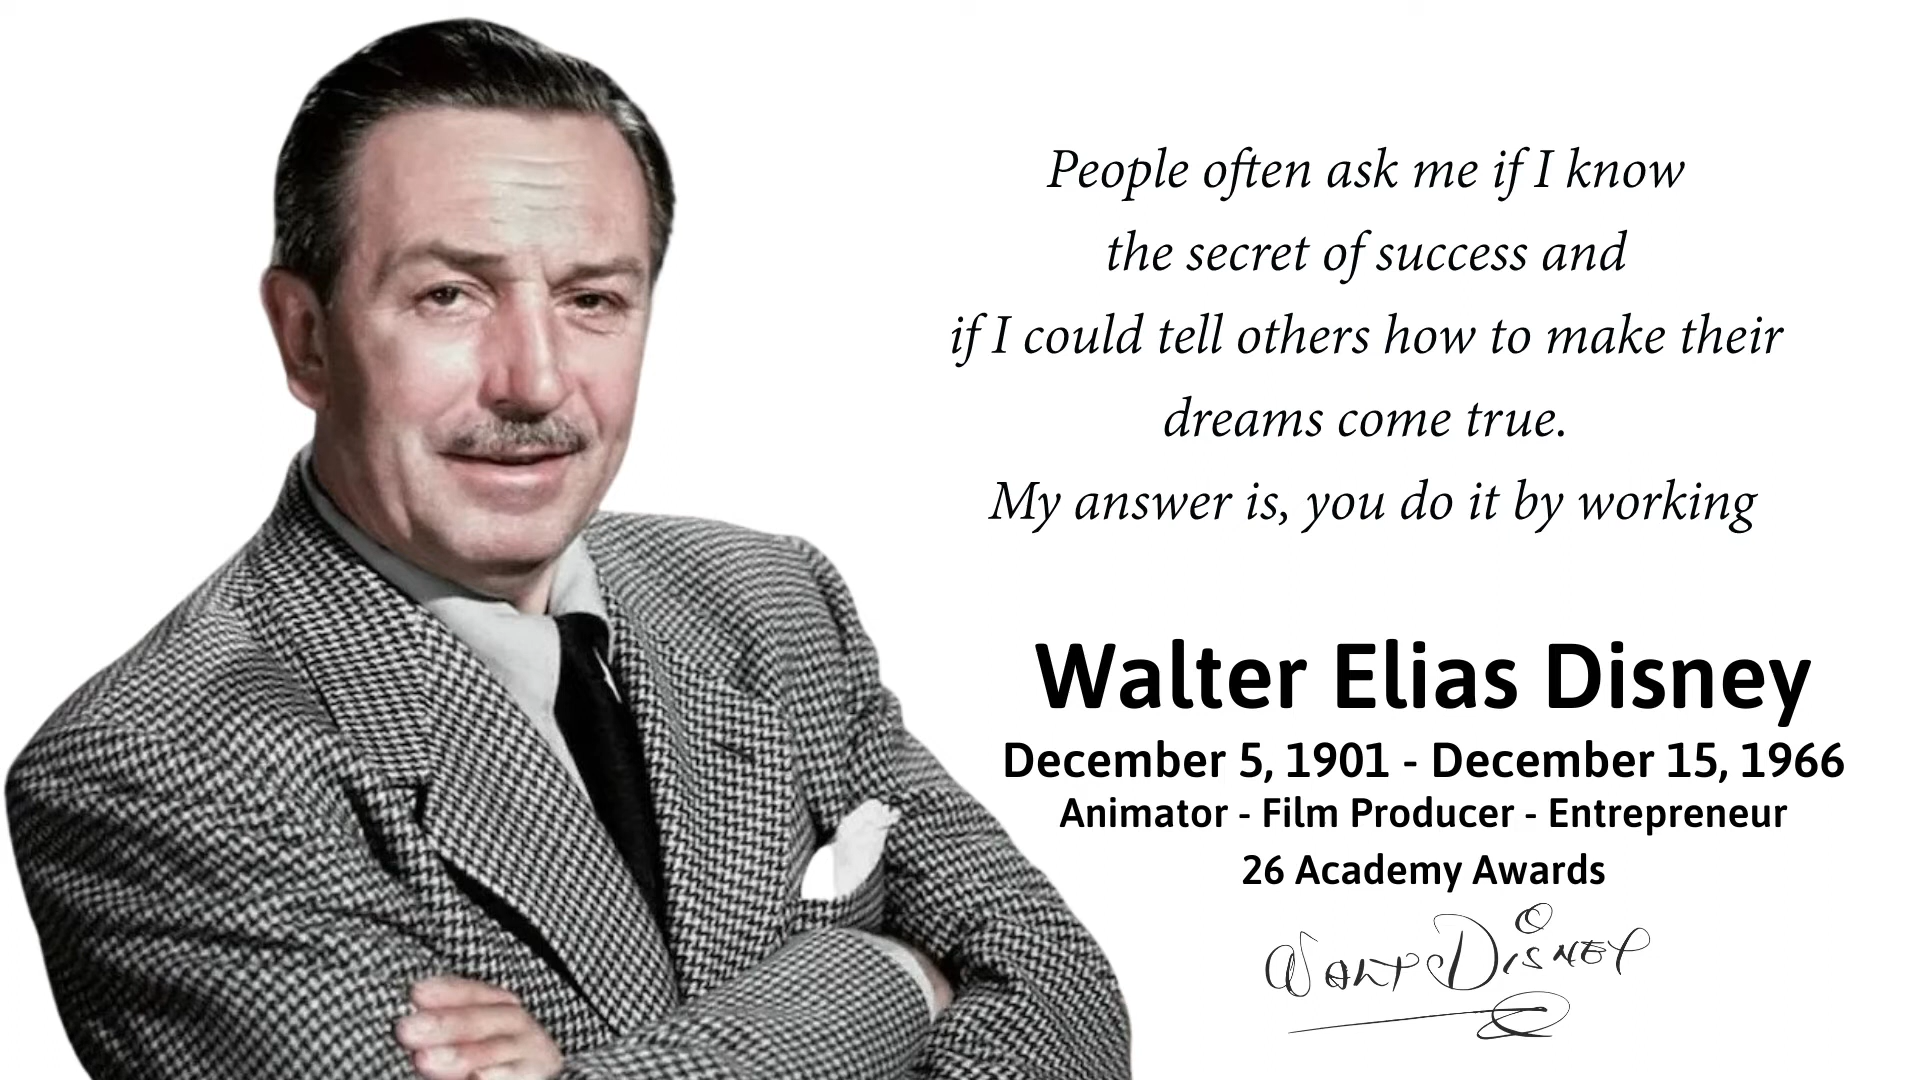 People often ask me if I know
the secret of success and
if I could tell others how to make their
dreams come true.
My answer is, you do it by working
Walter Elias Disney
December 5, 1901 - December 15, 1966
Animator - Film Producer - Entrepreneur
26 Academy Awards
Walt Disney